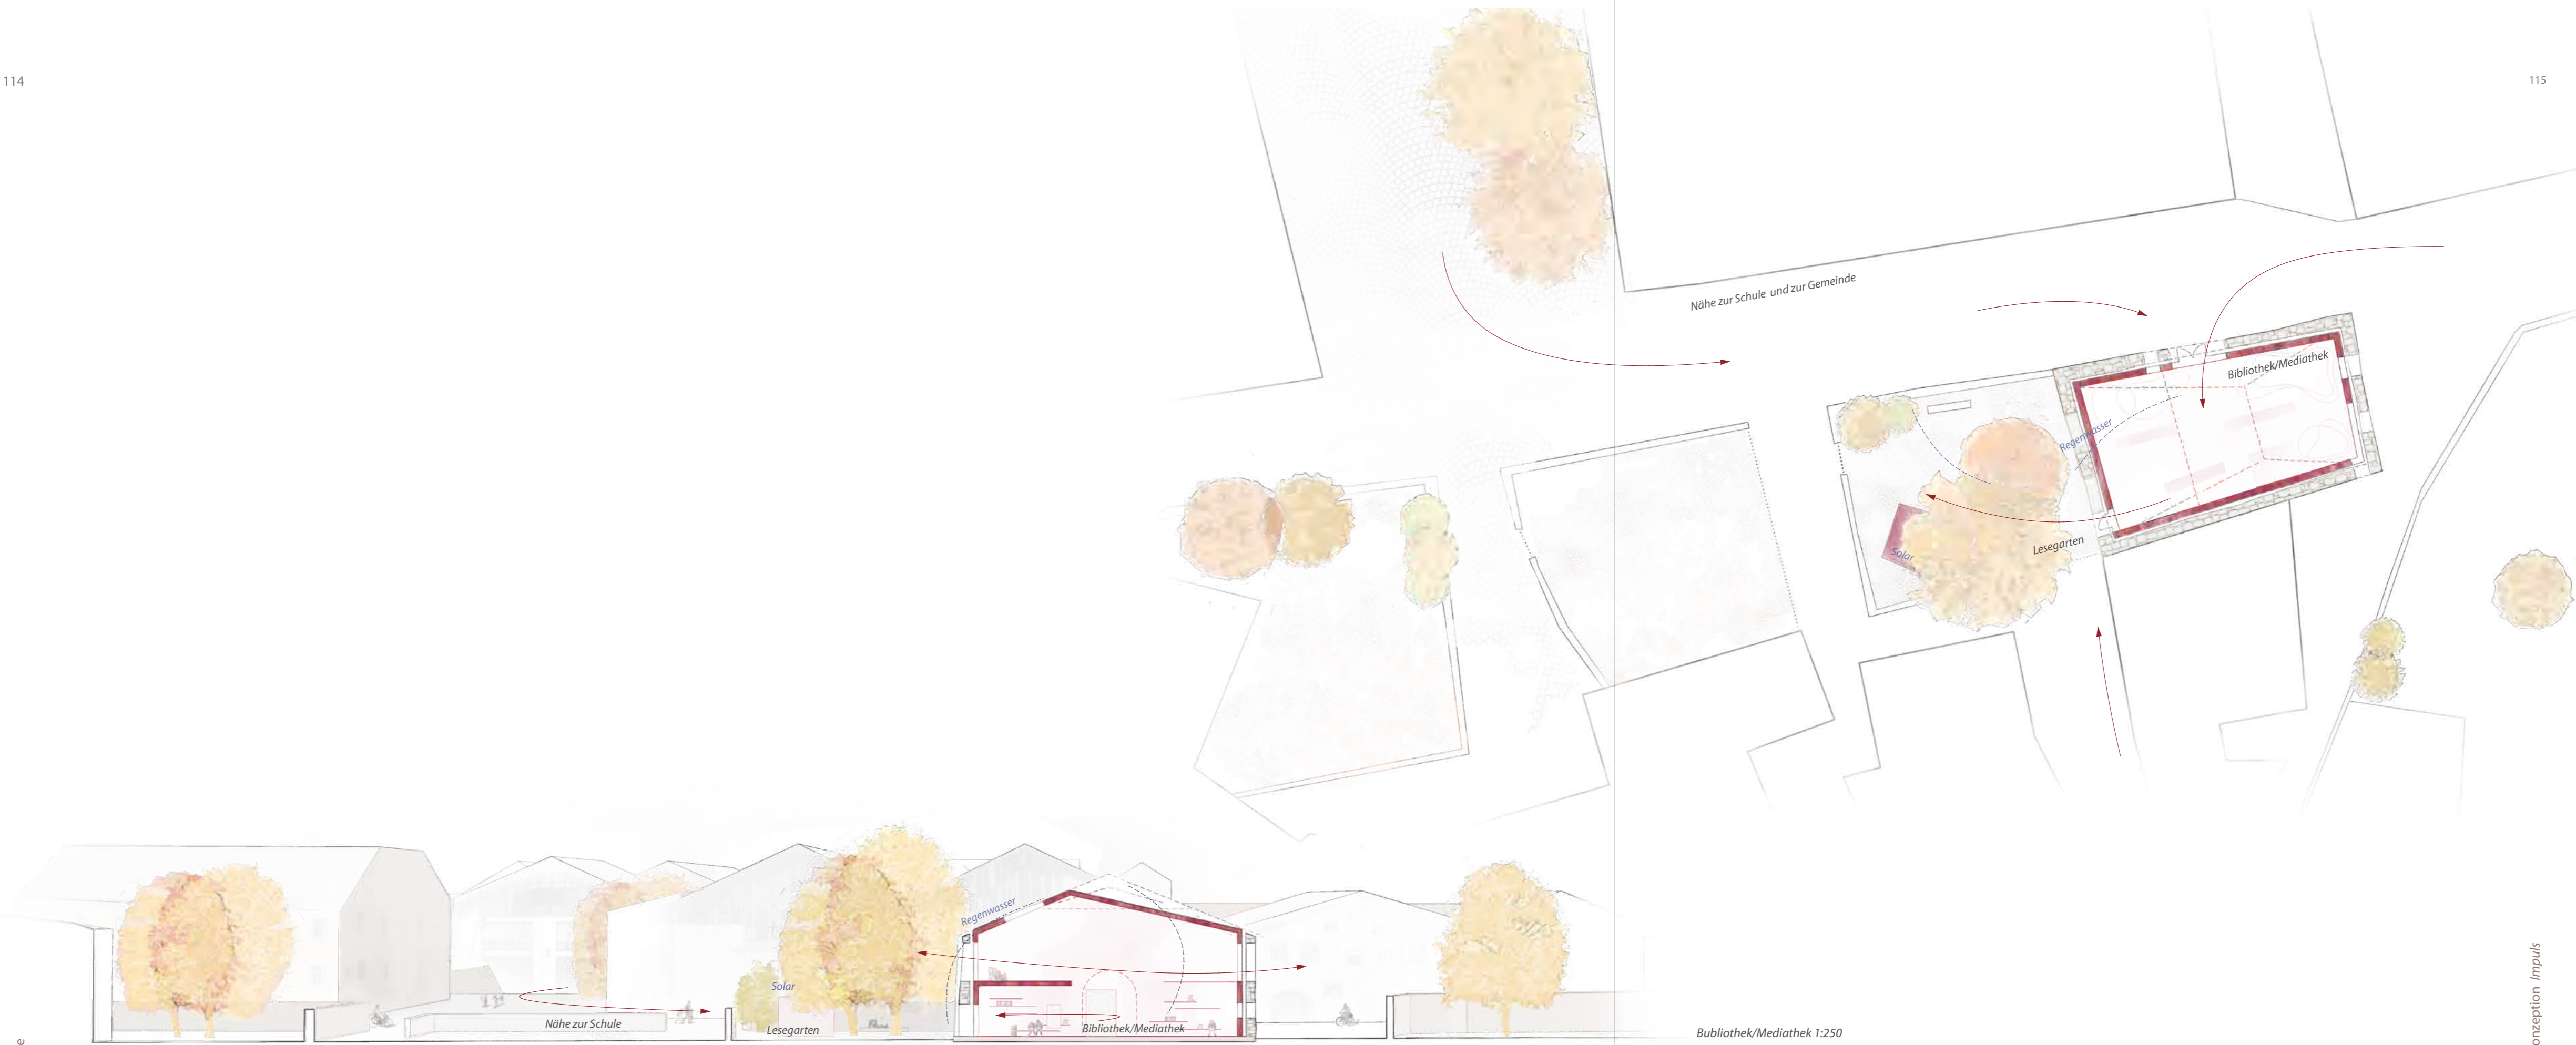 114
115
Nähe zur Schule und zur Gemeinde
Bibliothek/Mediathek
Regenwasser
Solar
Lesegarten
Regenwasser
Solar
Nähe zur Schule
Lesegarten
Bibliothek/Mediathek
Bubliothek/Mediathek 1:250
onzeption Impuls
e